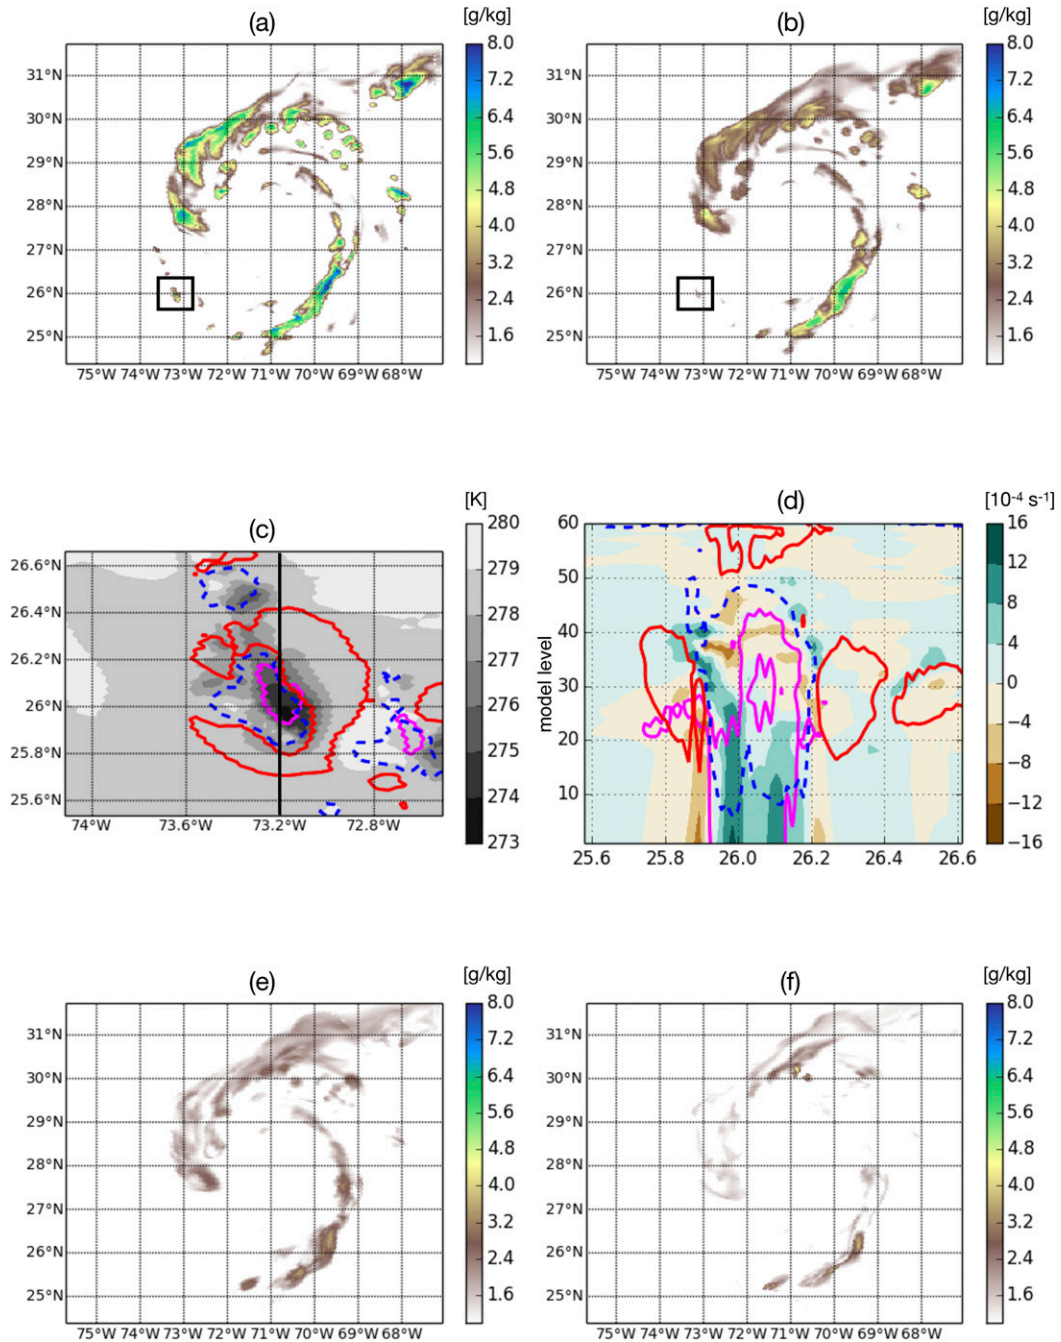 (a)
[g/kg]
31°N
30°N
29°N
28°N
27°N
26°N
25°N
75°W 74°W 73°W 72°W 71°W 70°W 69°W 68°W
8.0
7.2
6.4
5.6
4.8
4.0
3.2
2.4
1.6
(b)
[g/kg]
31°N
30°N
29°N
28°N
27°N
26°N
25°N
75°W 74°W 73°W 72°W 71°W 70°W 69°W 68°W
8.0
7.2
6.4
5.6
4.8
4.0
3.2
2.4
1.6
(c)
[K]
26.6°N
26.4°N
26.2°N
26°N
25.8°N
25.6°N
74°W 73.6°W 73.2°W 72.8°W
280
279
278
277
276
275
274
273
(d)
[10⁻⁴ s⁻¹]
model level
60
50
40
30
20
10
25.6 25.8 26.0 26.2 26.4 26.6
16
12
8
4
0
−4
−8
−12
−16
(e)
[g/kg]
31°N
30°N
29°N
28°N
27°N
26°N
25°N
75°W 74°W 73°W 72°W 71°W 70°W 69°W 68°W
8.0
7.2
6.4
5.6
4.8
4.0
3.2
2.4
1.6
(f)
[g/kg]
31°N
30°N
29°N
28°N
27°N
26°N
25°N
75°W 74°W 73°W 72°W 71°W 70°W 69°W 68°W
8.0
7.2
6.4
5.6
4.8
4.0
3.2
2.4
1.6